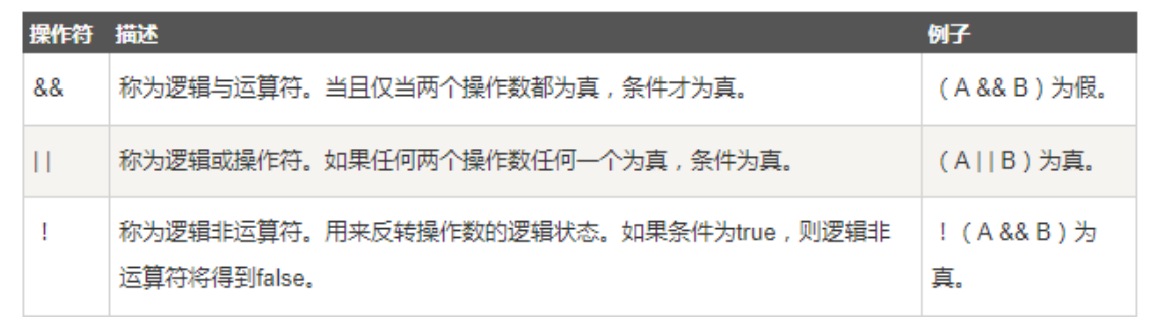 操作符 描述 例子
&& 称为逻辑与运算符。当且仅当两个操作数都为真，条件才为真。 （A && B）为假。
| | 称为逻辑或操作符。如果任何两个操作数任何一个为真，条件为真。 （A | | B）为真。
！ 称为逻辑非运算符。用来反转操作数的逻辑状态。如果条件为true，则逻辑非 ！（A && B）为
运算符将得到false。 真。